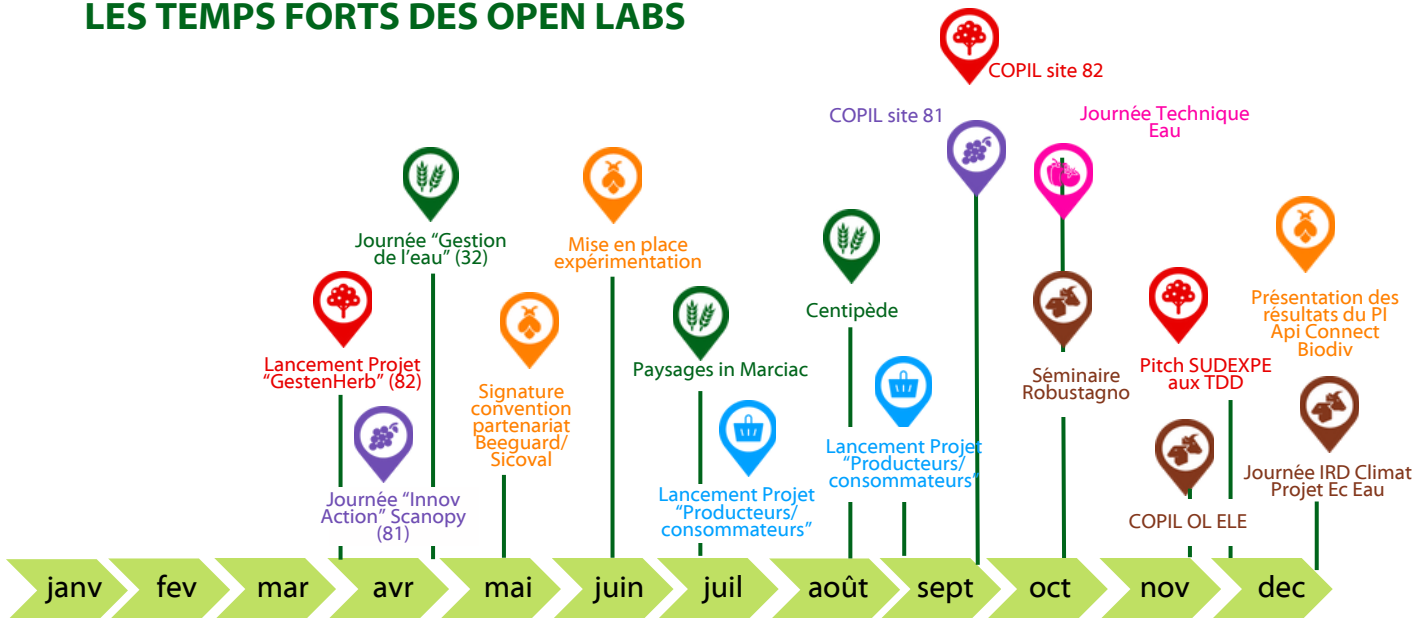 LES TEMPS FORTS DES OPEN LABS
COPIL site 82
COPIL site 81
Journée Technique
Eau
Journée “Gestion
de l’eau” (32)
Mise en place
expérimentation
Centipède
Présentation des
résultats du PI
Api Connect
Biodiv
Lancement Projet
“GestenHerb” (82)
Signature
convention
partenariat
Beeguard/
Sicoval
Paysages in Marciac
Séminaire
Robustagno
Pitch SUDEXPE
aux TDD
Journée “Innov
Action” Scanopy
(81)
Lancement Projet
“Producteurs/
consommateurs”
Lancement Projet
“Producteurs/
consommateurs”
COPIL OL ELE
Journée IRD Climat
Projet Ec Eau
janv
fev
mar
avr
mai
juin
juil
août
sept
oct
nov
dec